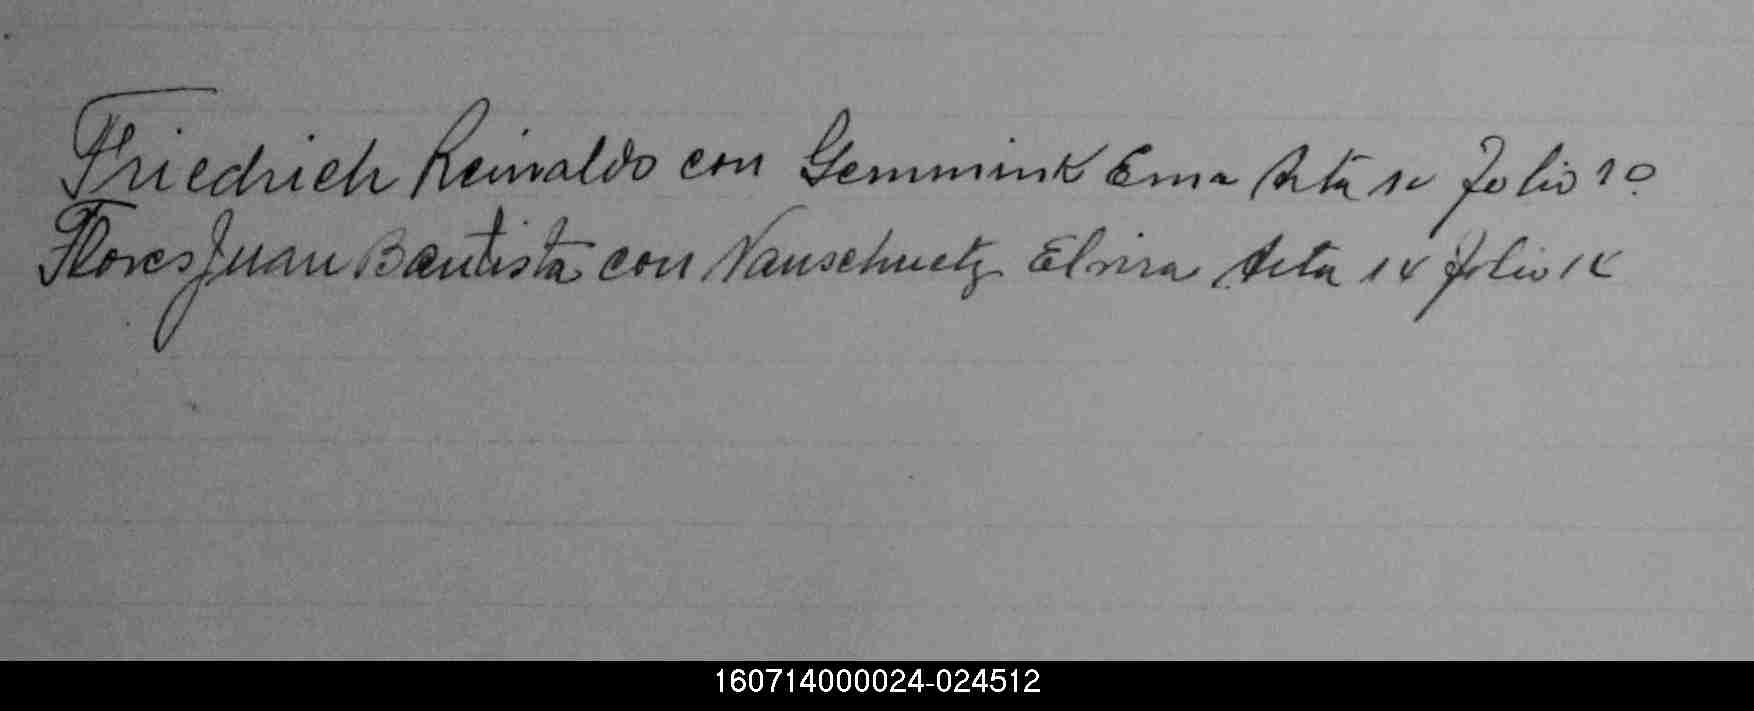 Friedrich Reinaldo con Gemmink Ema Acta 10 Folio 10
Flores Juan Bautista con Vanschuetz Elvira Acta 14 Folio 14
160714000024-024512